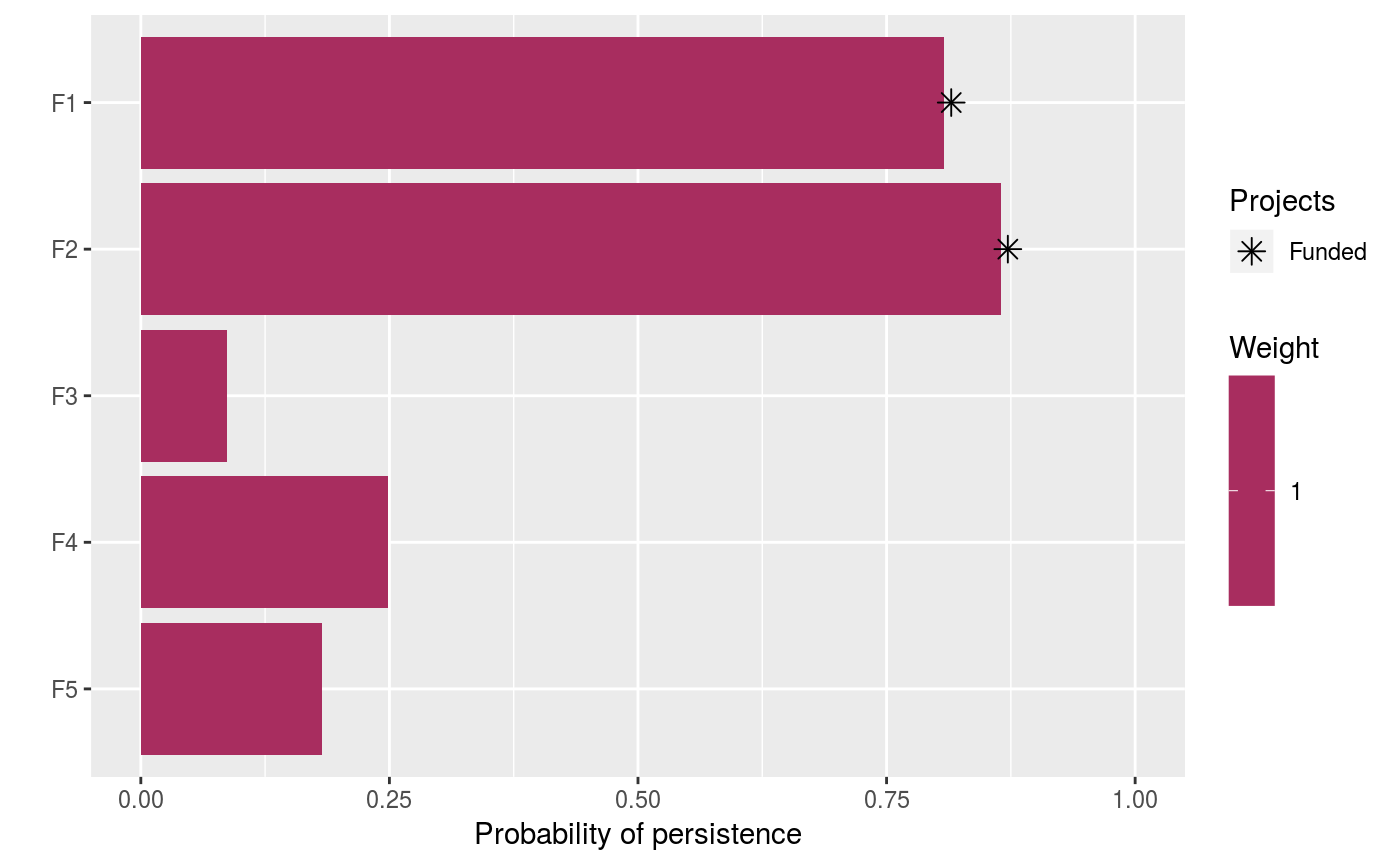 F1
F2
F3
F4
F5
0.00
0.25
0.50
0.75
1.00
Probability of persistence
Projects
Funded
Weight
1